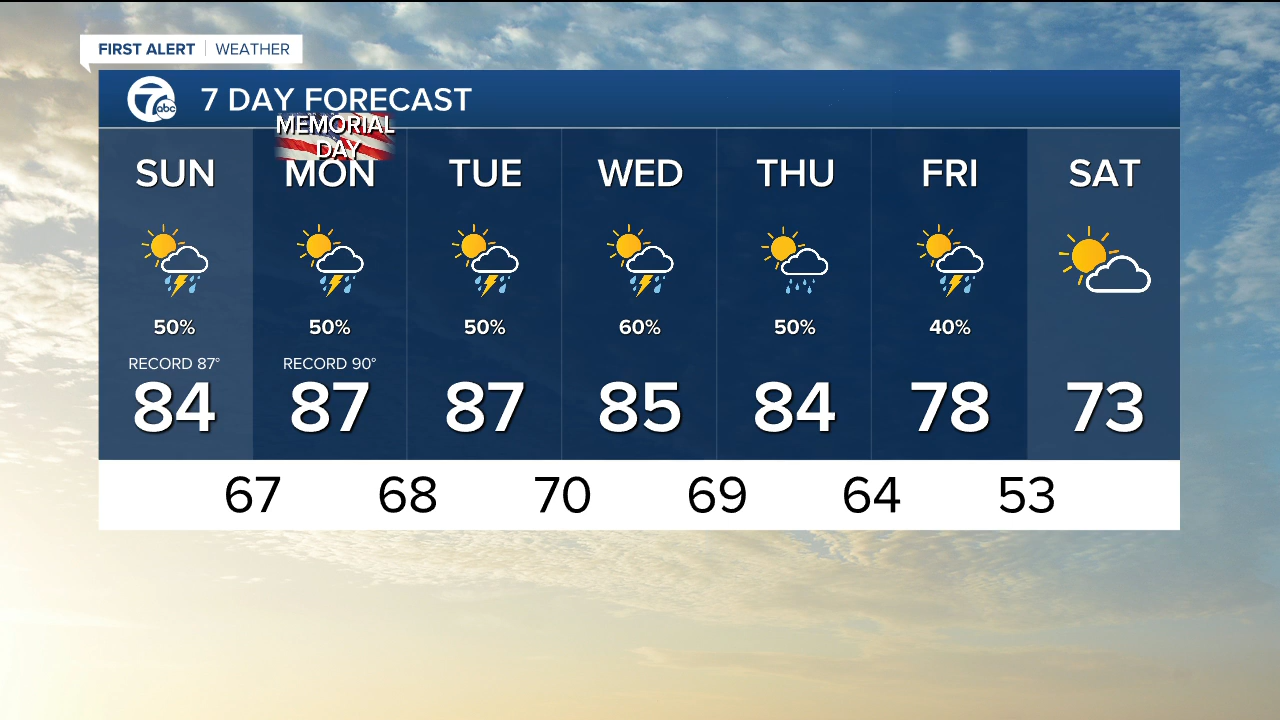 FIRST ALERT | WEATHER
7 abc 7 DAY FORECAST
MEMORIAL
DAY
SUN MON TUE WED THU FRI SAT
50% 50% 50% 60% 50% 40%
RECORD 87° RECORD 90°
84 87 87 85 84 78 73
67 68 70 69 64 53